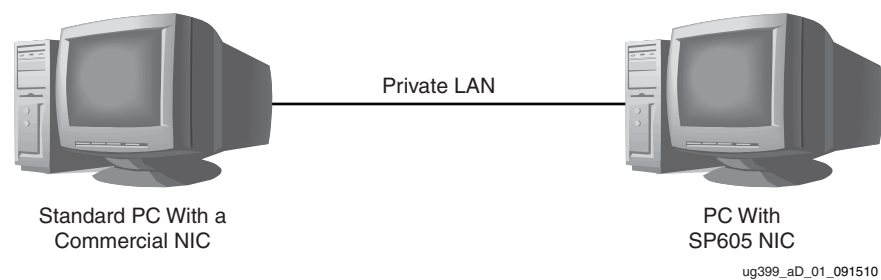 Private LAN
Standard PC With a
Commercial NIC
PC With
SP605 NIC
ug399_aD_01_091510